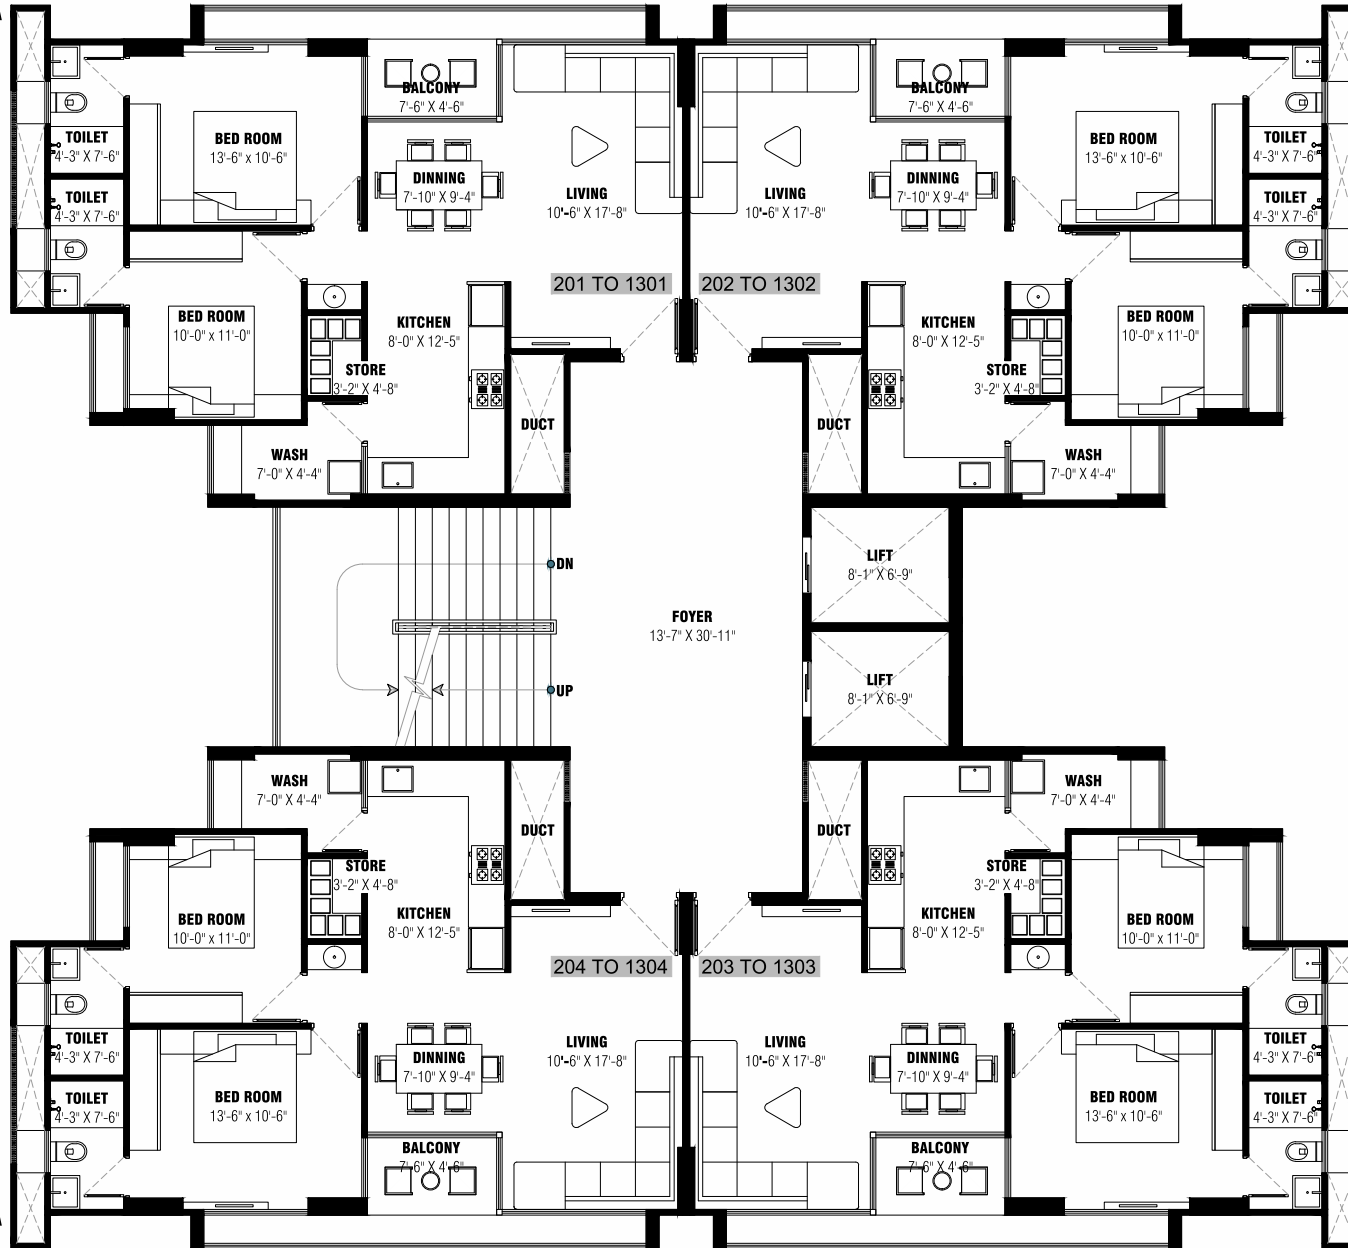 BALCONY
7'-6" X 4'-6"
BALCONY
7'-6" X 4'-6"
TOILET
4'-3" X 7'-6"
BED ROOM
13'-6" x 10'-6"
DINNING
7'-10" X 9'-4"
LIVING
10'-6" X 17'-8"
LIVING
10'-6" X 17'-8"
DINNING
7'-10" X 9'-4"
BED ROOM
13'-6" x 10'-6"
TOILET
4'-3" X 7'-6"
TOILET
4'-3" X 7'-6"
TOILET
4'-3" X 7'-6"
201 TO 1301
202 TO 1302
BED ROOM
10'-0" x 11'-0"
KITCHEN
8'-0" X 12'-5"
KITCHEN
8'-0" X 12'-5"
BED ROOM
10'-0" x 11'-0"
STORE
3'-2" X 4'-8"
STORE
3'-2" X 4'-8"
DUCT
DUCT
WASH
7'-0" X 4'-4"
WASH
7'-0" X 4'-4"
DN
LIFT
8'-1" X 6'-9"
FOYER
13'-7" X 30'-11"
UP
LIFT
8'-1" X 6'-9"
WASH
7'-0" X 4'-4"
WASH
7'-0" X 4'-4"
DUCT
DUCT
STORE
3'-2" X 4'-8"
STORE
3'-2" X 4'-8"
BED ROOM
10'-0" x 11'-0"
KITCHEN
8'-0" X 12'-5"
KITCHEN
8'-0" X 12'-5"
BED ROOM
10'-0" x 11'-0"
204 TO 1304
203 TO 1303
TOILET
4'-3" X 7'-6"
LIVING
10'-6" X 17'-8"
LIVING
10'-6" X 17'-8"
TOILET
4'-3" X 7'-6"
DINNING
7'-10" X 9'-4"
DINNING
7'-10" X 9'-4"
TOILET
4'-3" X 7'-6"
BED ROOM
13'-6" x 10'-6"
BED ROOM
13'-6" x 10'-6"
TOILET
4'-3" X 7'-6"
BALCONY
7'-6" X 4'-6"
BALCONY
7'-6" X 4'-6"